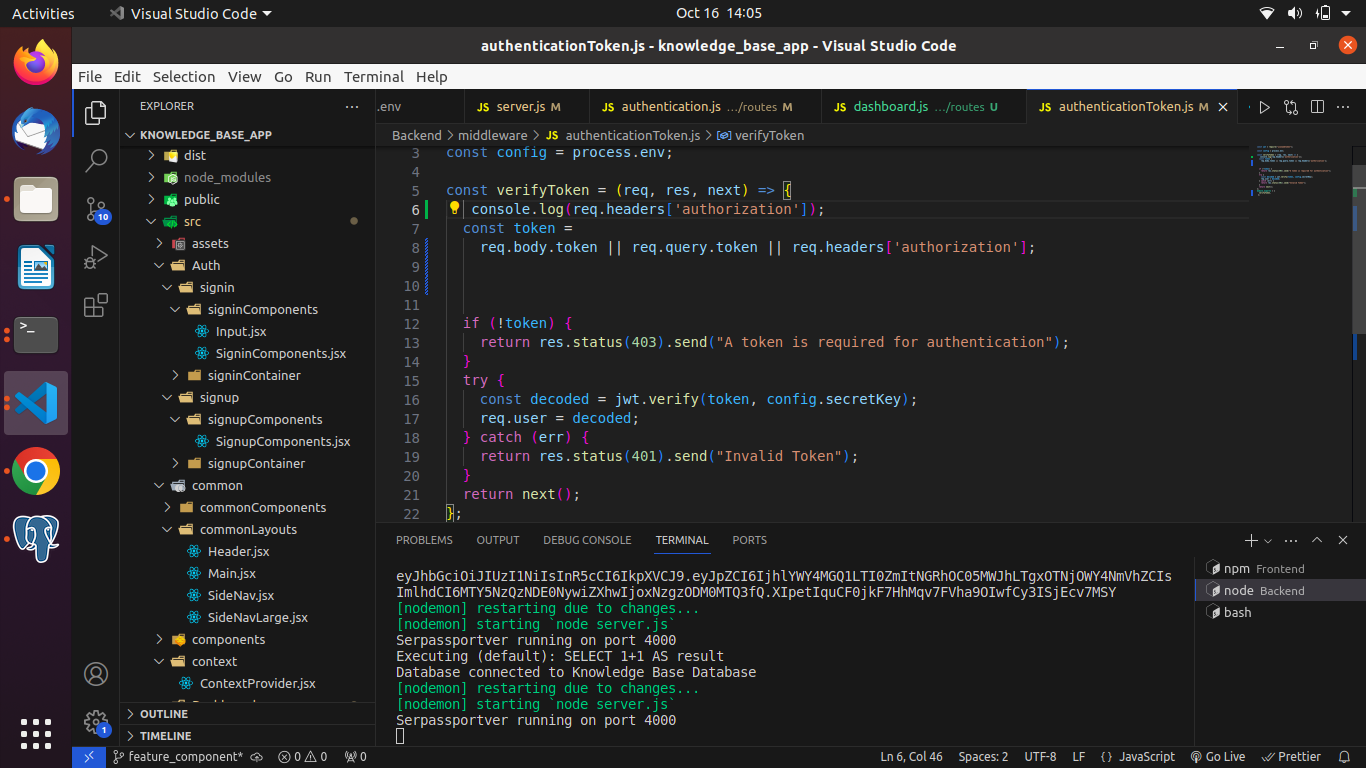 Activities
Visual Studio Code
Oct 16 14:05
authenticationToken.js - knowledge_base_app - Visual Studio Code
File Edit Selection View Go Run Terminal Help
EXPLORER
.env
JS server.js M
JS authentication.js .../routes M
JS dashboard.js .../routes U
JS authenticationToken.js M
KNOWLEDGE_BASE_APP
dist
node_modules
public
src
assets
Auth
signin
signinComponents
Input.jsx
SigninComponents.jsx
signinContainer
signup
signupComponents
SignupComponents.jsx
signupContainer
common
commonComponents
commonLayouts
Header.jsx
Main.jsx
SideNav.jsx
SideNavLarge.jsx
components
context
ContextProvider.jsx
OUTLINE
TIMELINE
10
1
Backend > middleware > JS authenticationToken.js > verifyToken
3 const config = process.env;
4
5 const verifyToken = (req, res, next) => {
6 console.log(req.headers['authorization']);
7 const token =
8 req.body.token || req.query.token || req.headers['authorization'];
9
10
11
12 if (!token) {
13 return res.status(403).send("A token is required for authentication");
14 }
15 try {
16 const decoded = jwt.verify(token, config.secretKey);
17 req.user = decoded;
18 } catch (err) {
19 return res.status(401).send("Invalid Token");
20 }
21 return next();
22 };
PROBLEMS OUTPUT DEBUG CONSOLE TERMINAL PORTS
eyJhbGciOiJIUzI1NiIsInR5cCI6IkpXVCJ9.eyJpZCI6IjhlYWY4MGQ1LTI0ZmItNGRhOC05MWJhLTgxOTNjOWY4NmVhZCIs
ImlhdCI6MTY5NzQzNDE0NywiZXhwIjoxNzgzODM0MTQ3fQ.XIpetIquCF0jkF7HhMqv7FVha9OIwfCy3ISjEcv7MSY
[nodemon] restarting due to changes...
[nodemon] starting `node server.js`
Serpassportver running on port 4000
Executing (default): SELECT 1+1 AS result
Database connected to Knowledge Base Database
[nodemon] restarting due to changes...
[nodemon] starting `node server.js`
Serpassportver running on port 4000
npm Frontend
node Backend
bash
feature_component*
0 0
0
Ln 6, Col 46
Spaces: 2
UTF-8
LF
{ } JavaScript
Go Live
Prettier